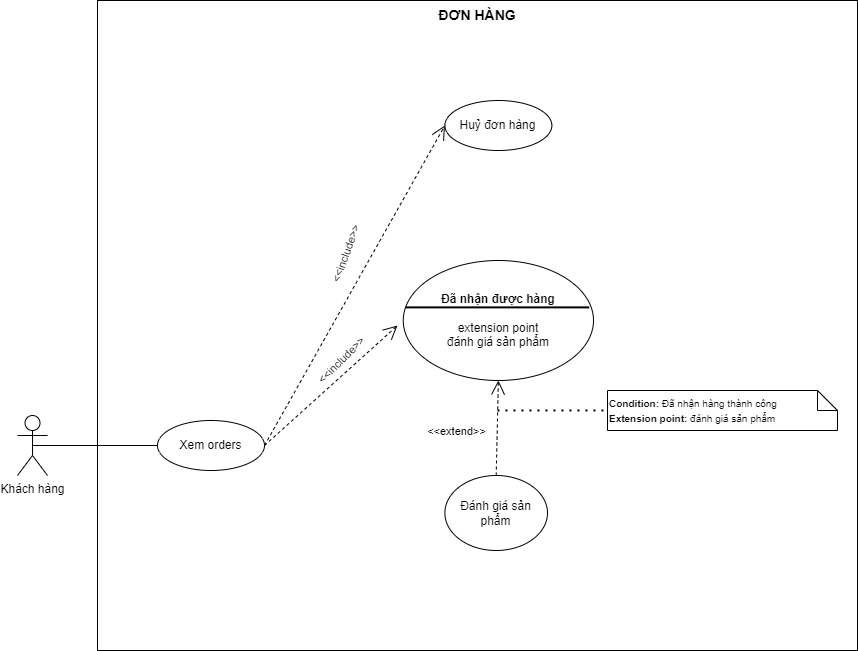 ĐƠN HÀNG
Huỷ đơn hàng
<<include>>
Đã nhận được hàng
extension point
đánh giá sản phẩm
<<include>>
Condition: Đã nhận hàng thành công
Extension point: đánh giá sản phẩm
<<extend>>
Xem orders
Khách hàng
Đánh giá sản
phẩm